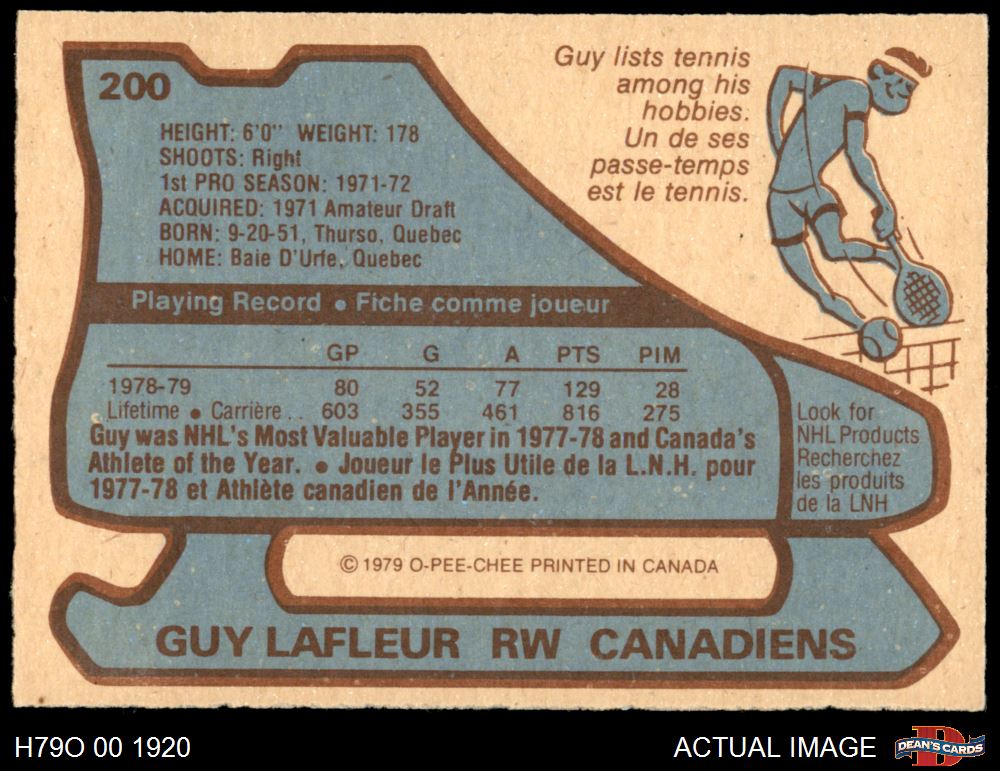 200
HEIGHT: 6'0" WEIGHT: 178
SHOOTS: Right
1st PRO SEASON: 1971-72
ACQUIRED: 1971 Amateur Draft
BORN: 9-20-51, Thurso, Quebec
HOME: Baie D'Urfe, Quebec
Guy lists tennis
among his
hobbies.
Un de ses
passe-temps
est le tennis.
Playing Record • Fiche comme joueur
GP G A PTS PIM
1978-79 80 52 77 129 28
Lifetime • Carrière .. 603 355 461 816 275
Guy was NHL's Most Valuable Player in 1977-78 and Canada's
Athlete of the Year. • Joueur le Plus Utile de la L.N.H. pour
1977-78 et Athlète canadien de l'Année.
Look for
NHL Products
Recherchez
les produits
de la LNH
© 1979 O-PEE-CHEE PRINTED IN CANADA
GUY LAFLEUR RW CANADIENS
H79O 00 1920
ACTUAL IMAGE
D
DEAN'S CARDS